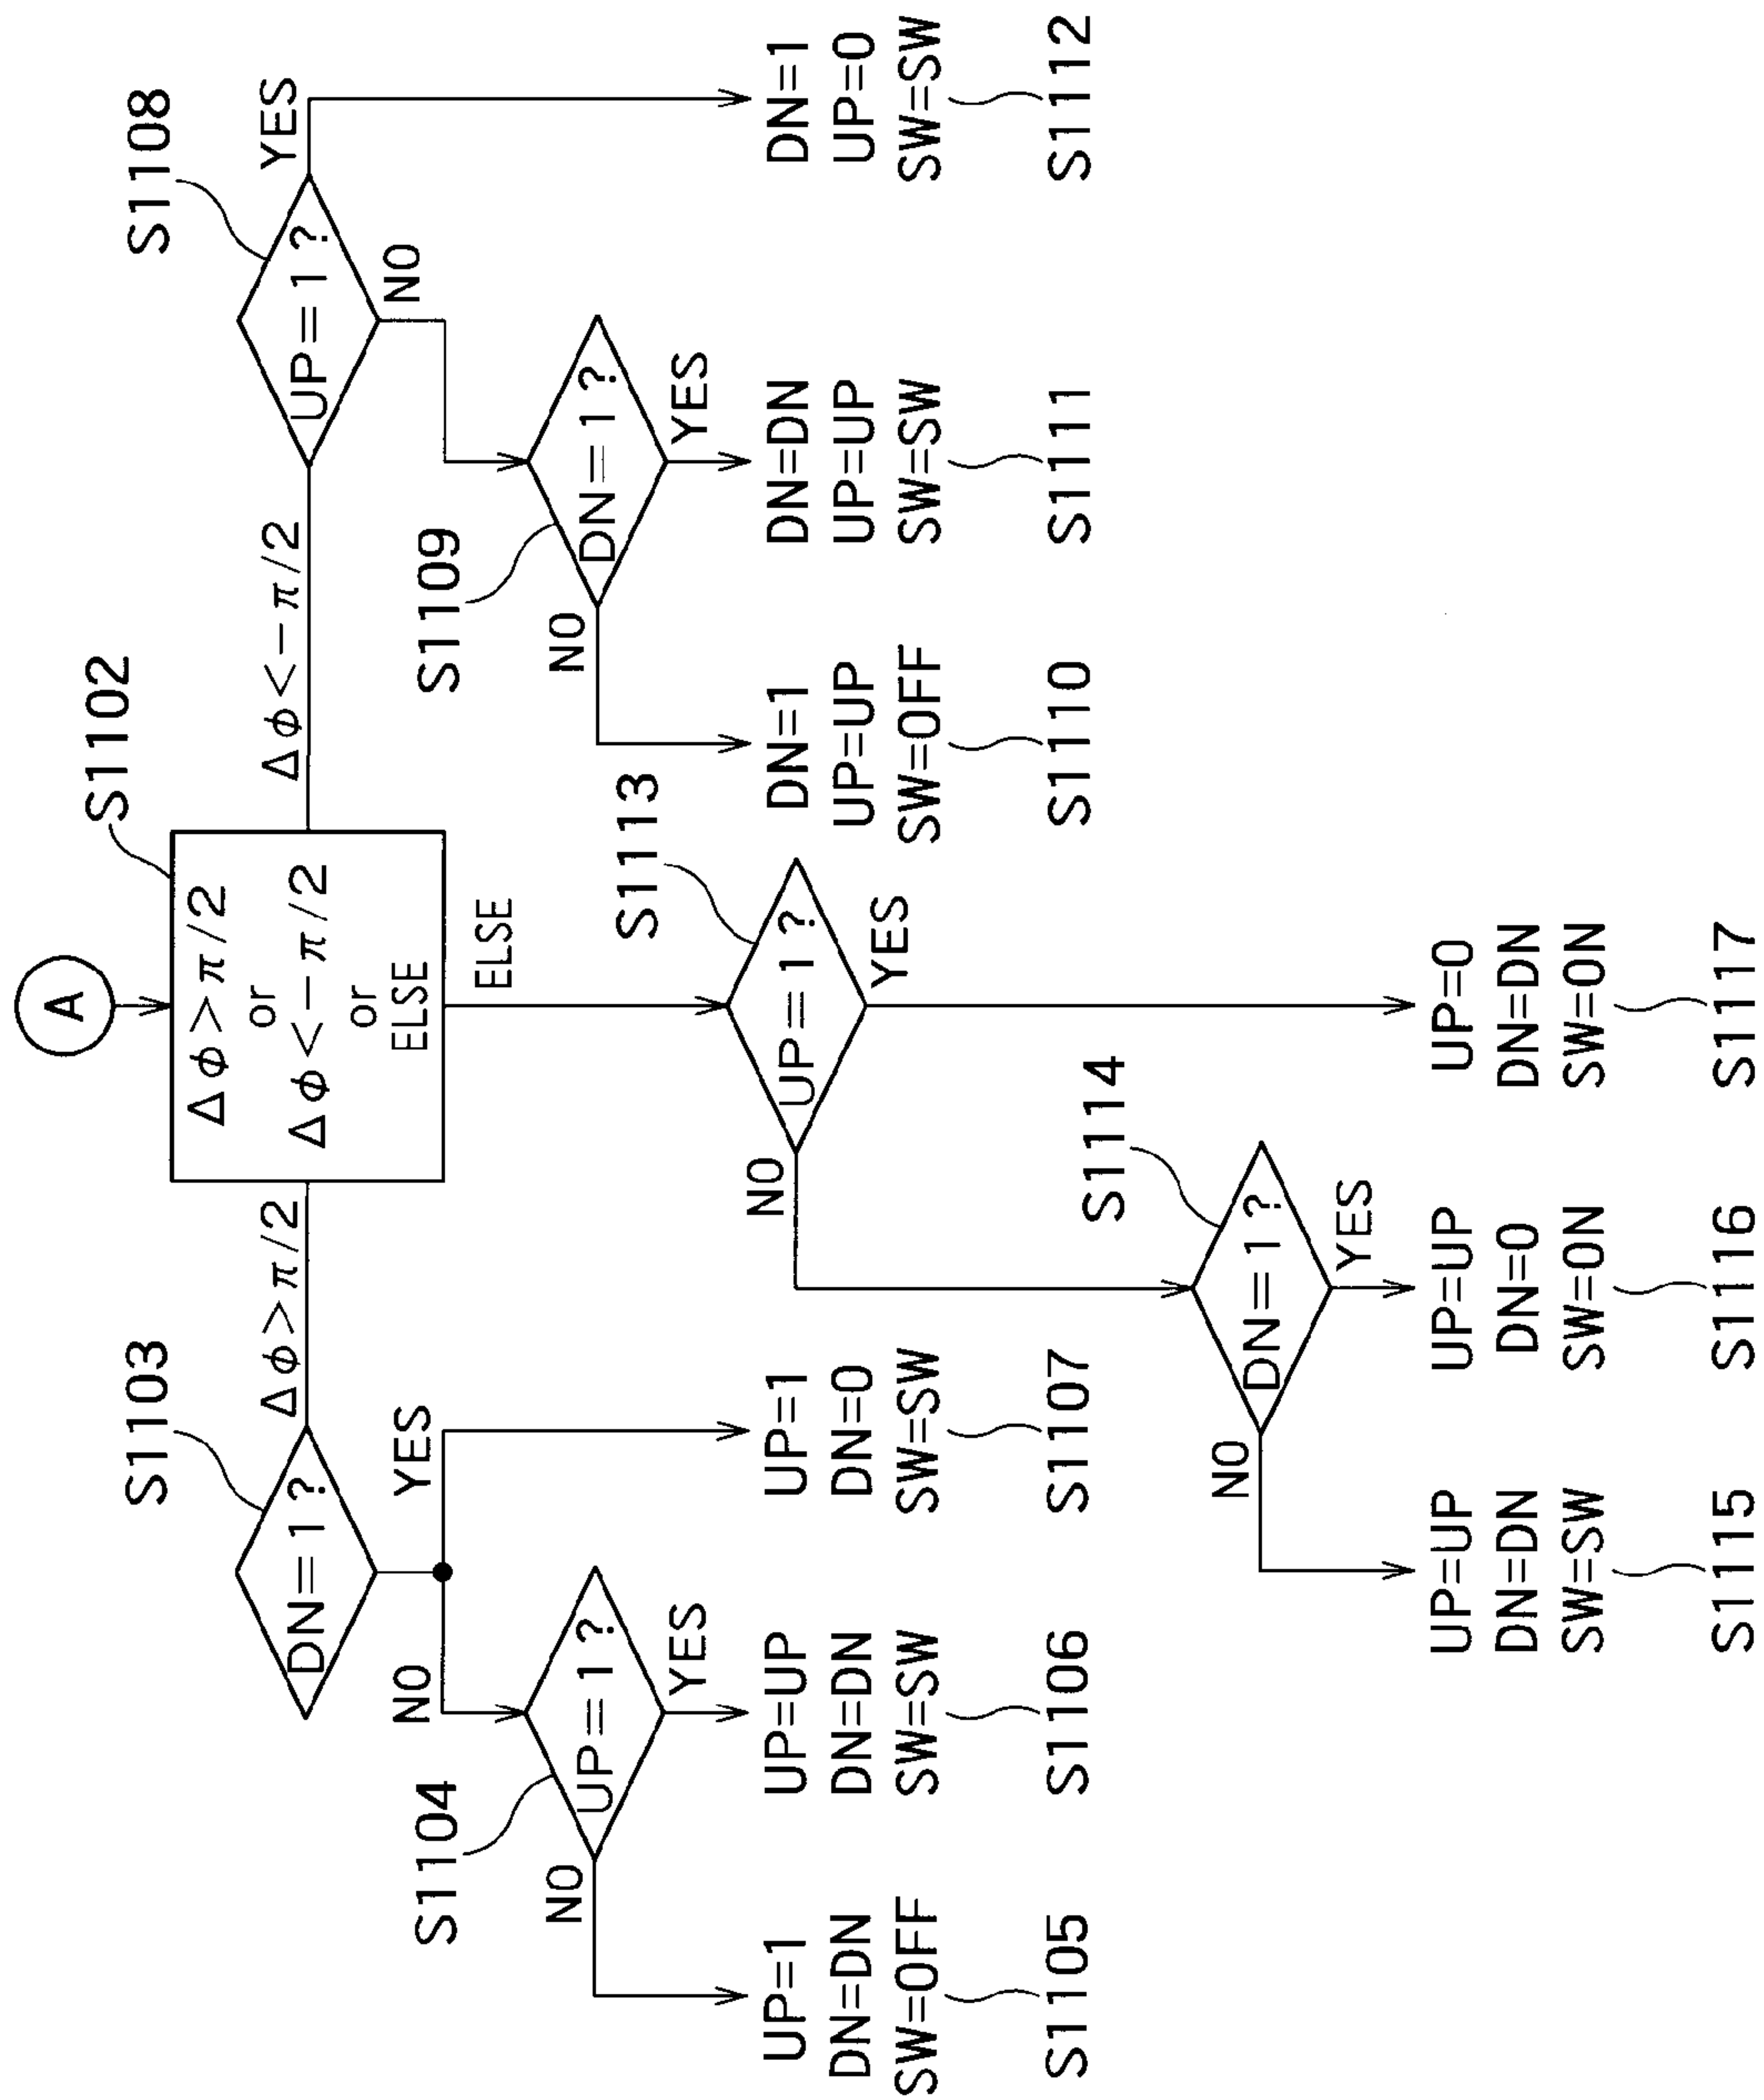 A
S1102
Δφ>π/2
or
Δφ<-π/2
or
ELSE
Δφ>π/2
Δφ<-π/2
ELSE
S1103
DN=1?
NO
YES
S1104
UP=1?
NO
YES
UP=1
DN=DN
SW=OFF
S1105
UP=UP
DN=DN
SW=SW
S1106
UP=1
DN=0
SW=SW
S1107
S1108
UP=1?
YES
NO
S1109
DN=1?
NO
YES
DN=1
UP=UP
SW=OFF
S1110
DN=DN
UP=UP
SW=SW
S1111
DN=1
UP=0
SW=SW
S1112
S1113
UP=1?
NO
YES
S1114
DN=1?
NO
YES
UP=UP
DN=DN
SW=SW
S1115
UP=UP
DN=0
SW=ON
S1116
UP=0
DN=DN
SW=ON
S1117